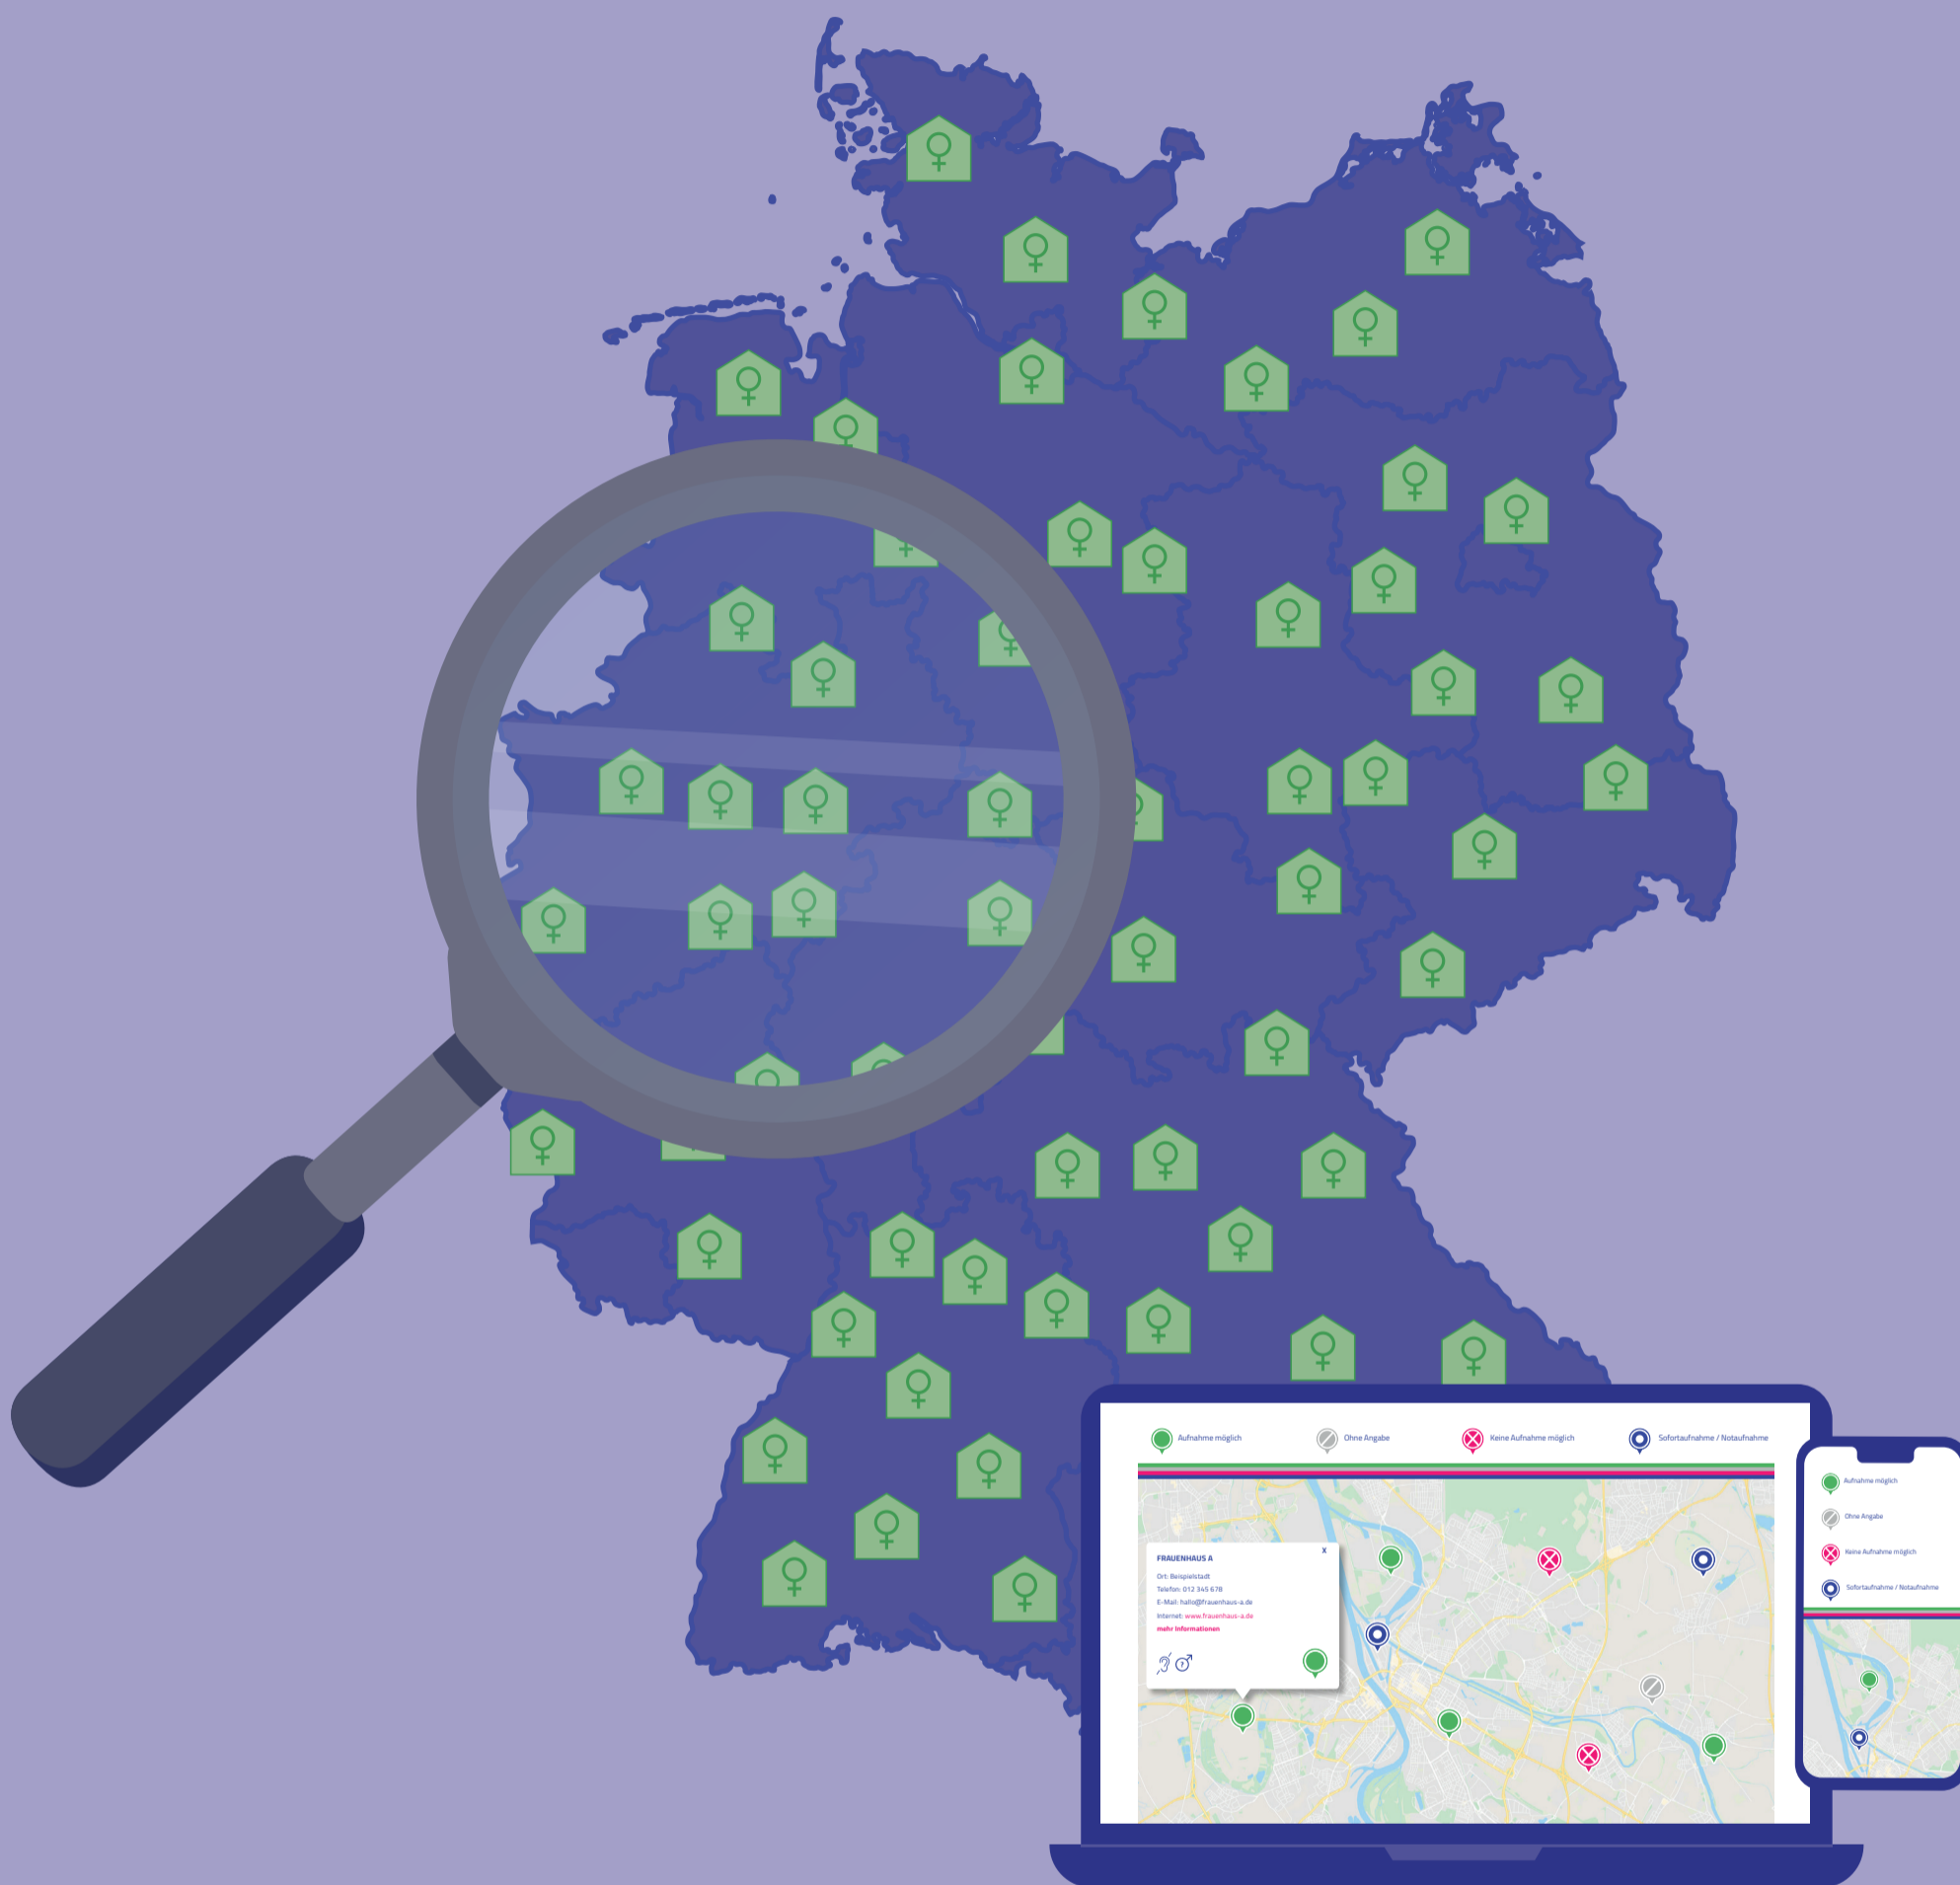 Aufnahme möglich
Ohne Angabe
Keine Aufnahme möglich
Sofortaufnahme / Notaufnahme
FRAUENHAUS A
X
Ort: Beispielstadt
Telefon: 012 345 678
E-Mail: hallo@frauenhaus-a.de
Internet: www.frauenhaus-a.de
mehr Informationen
Aufnahme möglich
Ohne Angabe
Keine Aufnahme möglich
Sofortaufnahme / Notaufnahme